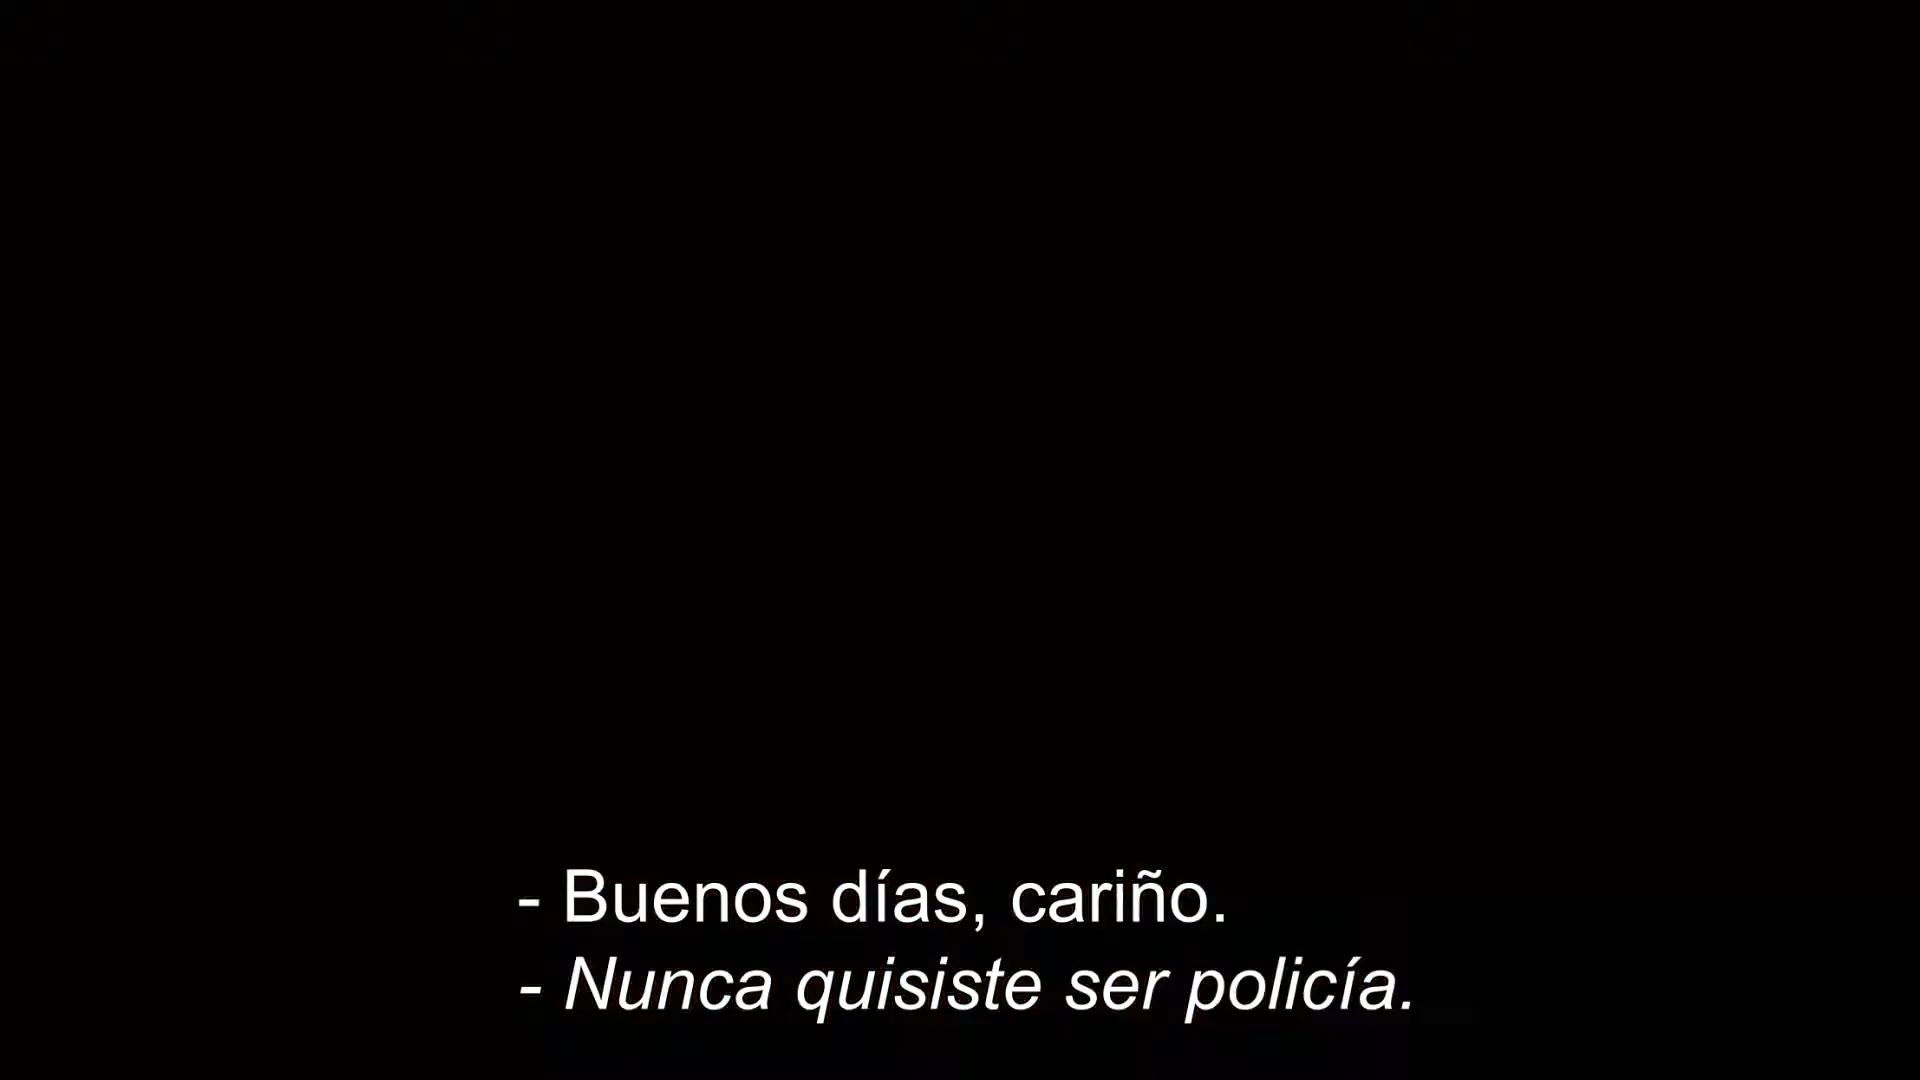 - Buenos días, cariño.
- Nunca quisiste ser policía.